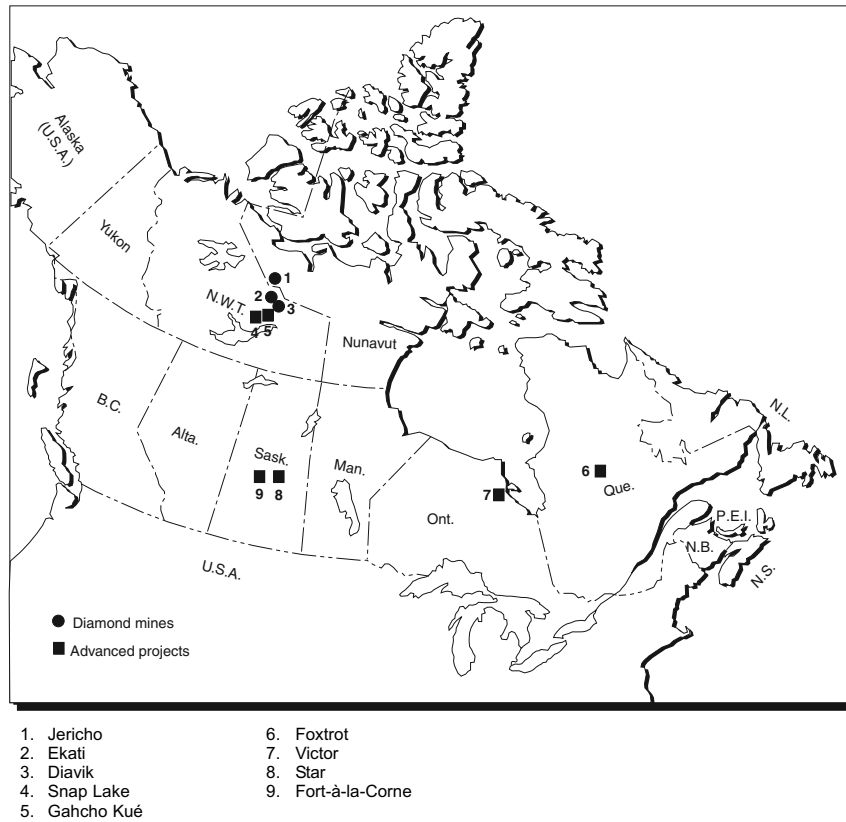 Alaska
(U.S.A.)
Yukon
N.W.T.
1
2
3
4
5
Nunavut
B.C.
Alta.
Sask.
9
8
Man.
Ont.
7
6
Que.
N.L.
P.E.I.
N.B.
N.S.
U.S.A.
Diamond mines
Advanced projects
1. Jericho
2. Ekati
3. Diavik
4. Snap Lake
5. Gahcho Kué
6. Foxtrot
7. Victor
8. Star
9. Fort-à-la-Corne